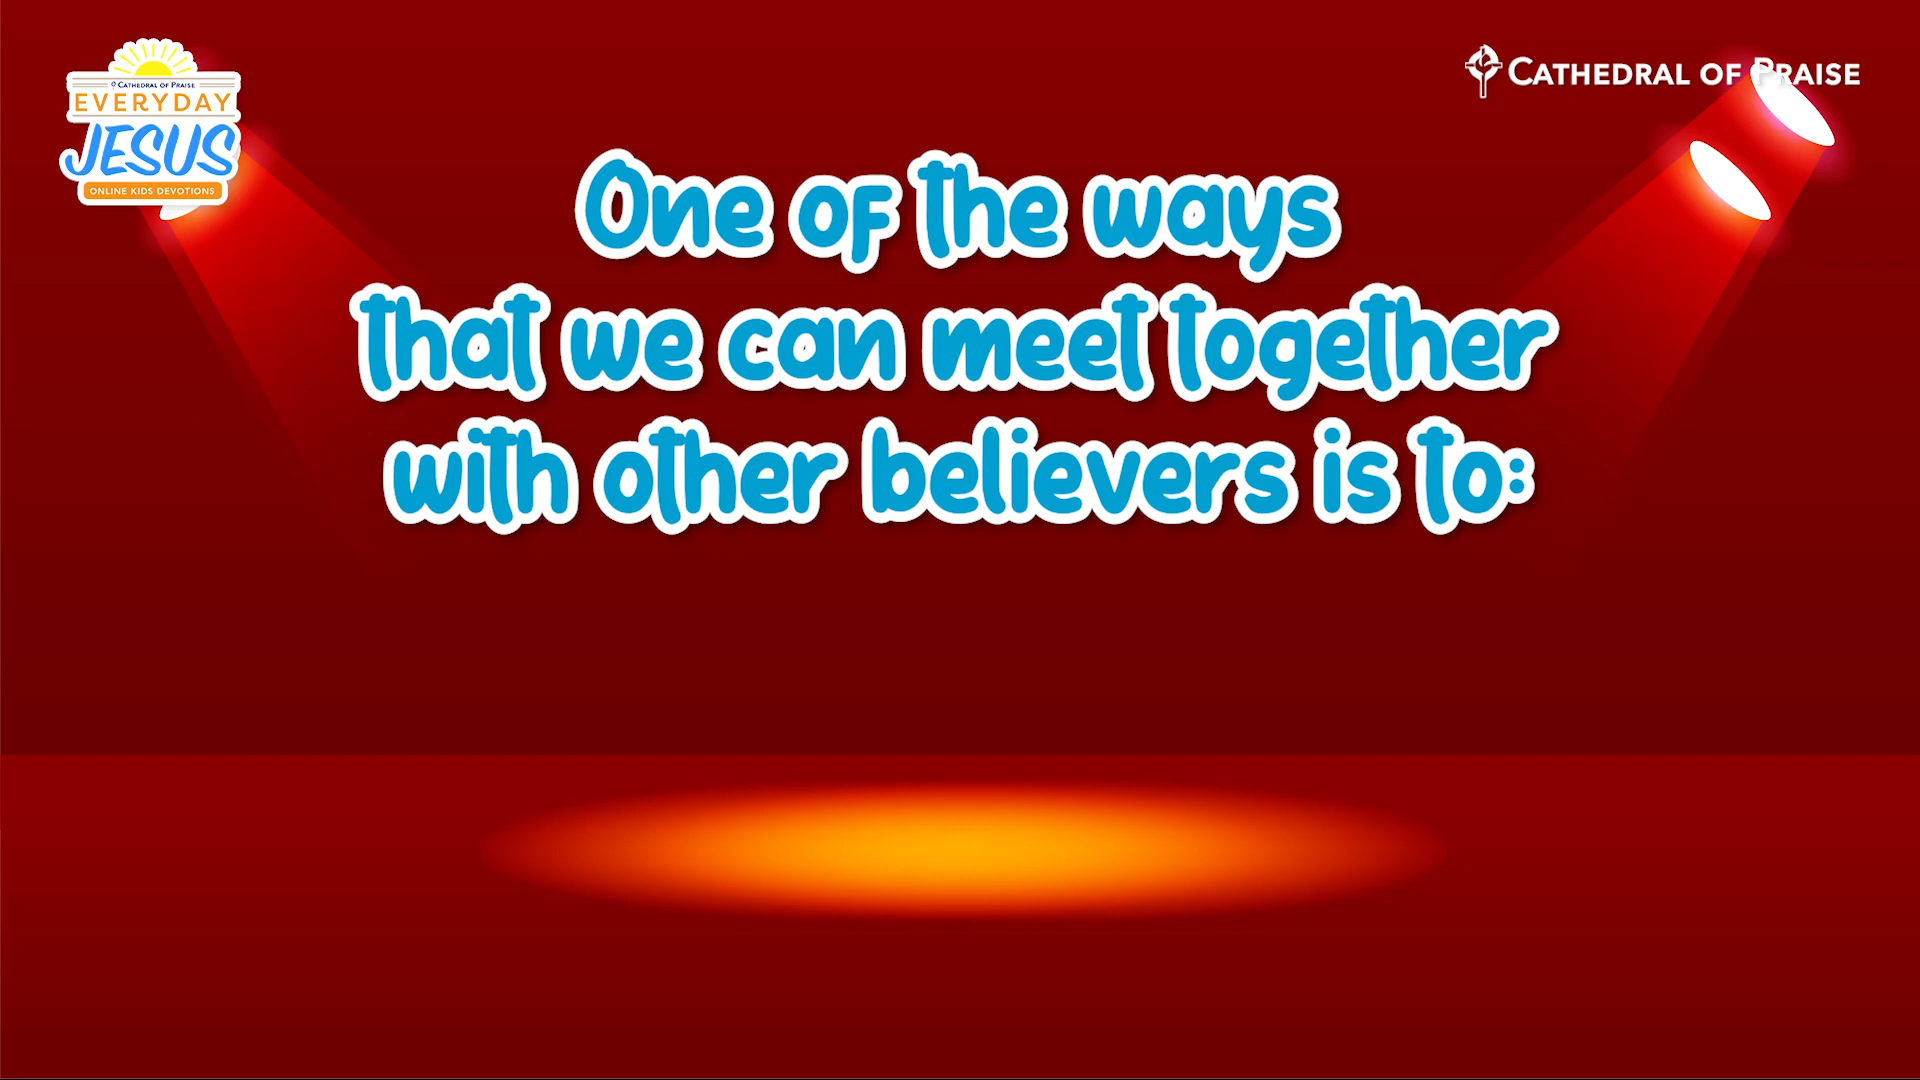 CATHEDRAL OF PRAISE
EVERYDAY
JESUS
ONLINE KIDS DEVOTIONS
CATHEDRAL OF PRAISE
One of the ways
that we can meet together
with other believers is to: